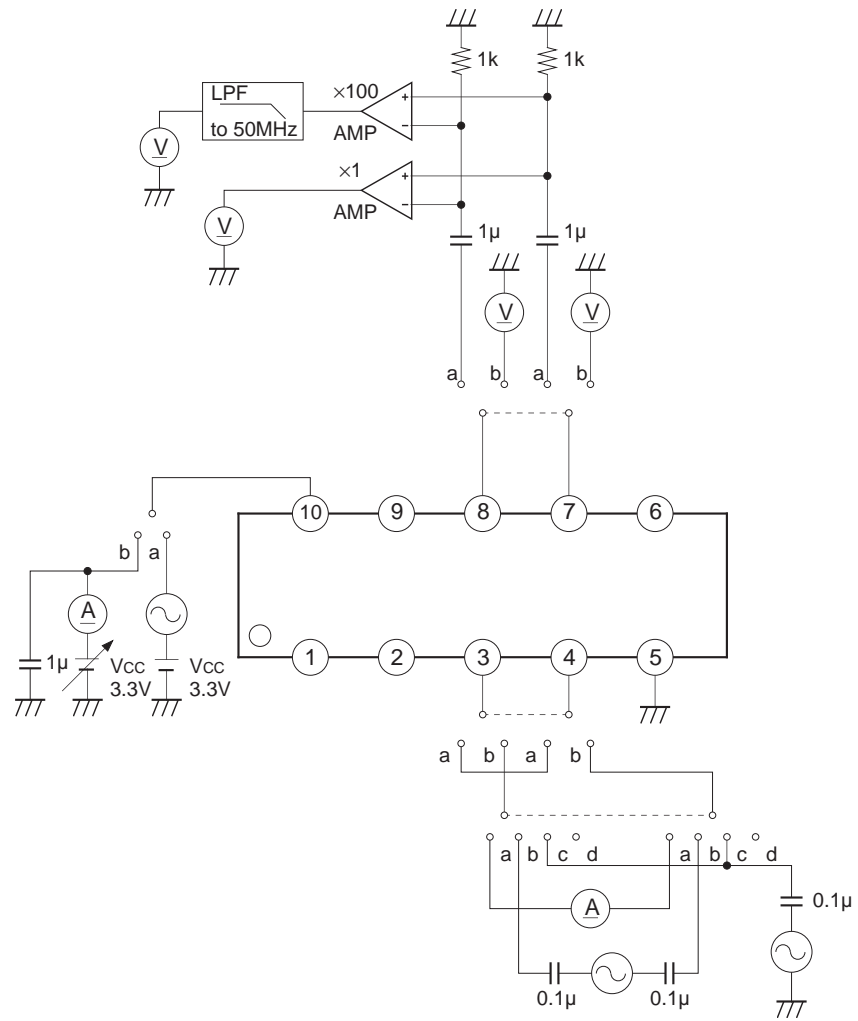 1k 1k
LPF ×100 + −
to 50MHz AMP
V ×1 + −
V AMP
1μ 1μ
V V
a b a b
10 9 8 7 6
b a
A
1μ VCC VCC
3.3V 3.3V
1 2 3 4 5
a b a b
a b c d a b c d
A 0.1μ
0.1μ 0.1μ